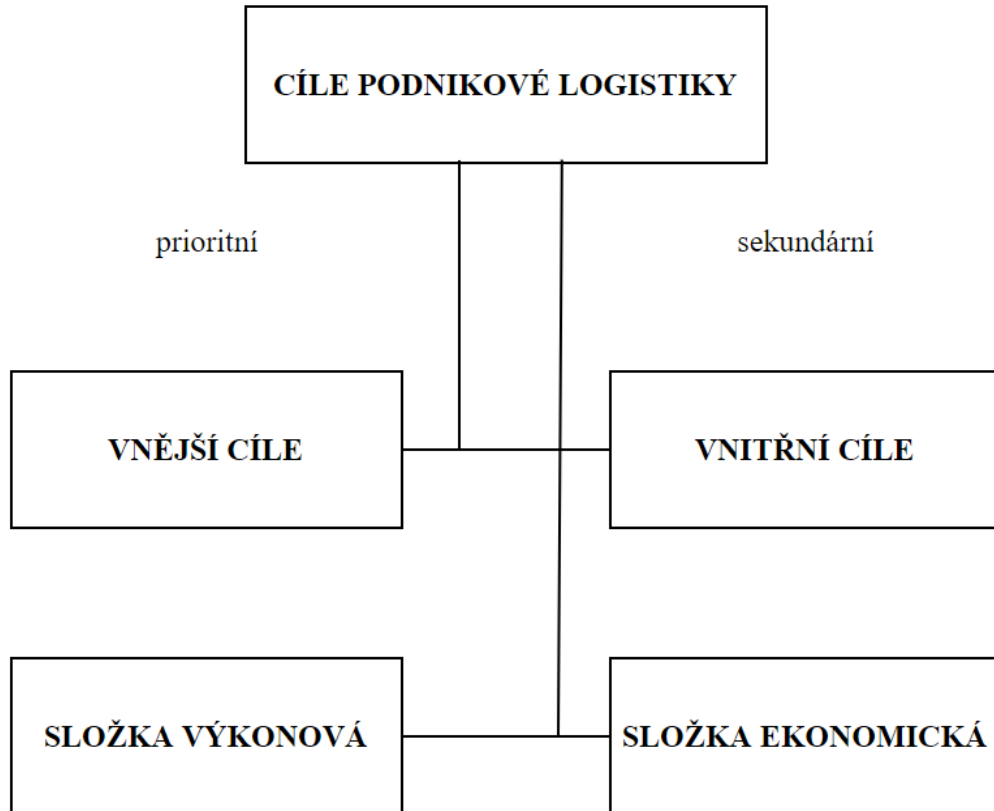 CÍLE PODNIKOVÉ LOGISTIKY
prioritní
sekundární
VNĚJŠÍ CÍLE
VNITŘNÍ CÍLE
SLOŽKA VÝKONOVÁ
SLOŽKA EKONOMICKÁ